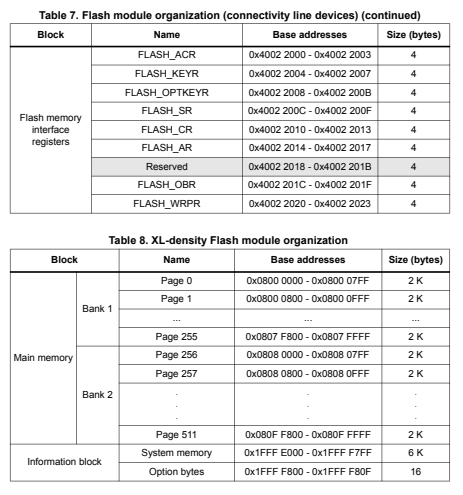 Table 7. Flash module organization (connectivity line devices) (continued)
Block Name Base addresses Size (bytes)
Flash memory interface registers
FLASH_ACR 0x4002 2000 - 0x4002 2003 4
FLASH_KEYR 0x4002 2004 - 0x4002 2007 4
FLASH_OPTKEYR 0x4002 2008 - 0x4002 200B 4
FLASH_SR 0x4002 200C - 0x4002 200F 4
FLASH_CR 0x4002 2010 - 0x4002 2013 4
FLASH_AR 0x4002 2014 - 0x4002 2017 4
Reserved 0x4002 2018 - 0x4002 201B 4
FLASH_OBR 0x4002 201C - 0x4002 201F 4
FLASH_WRPR 0x4002 2020 - 0x4002 2023 4
Table 8. XL-density Flash module organization
Block Name Base addresses Size (bytes)
Main memory
Bank 1
Page 0 0x0800 0000 - 0x0800 07FF 2 K
Page 1 0x0800 0800 - 0x0800 0FFF 2 K
... ... ...
Page 255 0x0807 F800 - 0x0807 FFFF 2 K
Bank 2
Page 256 0x0808 0000 - 0x0808 07FF 2 K
Page 257 0x0808 0800 - 0x0808 0FFF 2 K
. . .
. . .
. . .
Page 511 0x080F F800 - 0x080F FFFF 2 K
Information block
System memory 0x1FFF E000 - 0x1FFF F7FF 6 K
Option bytes 0x1FFF F800 - 0x1FFF F80F 16